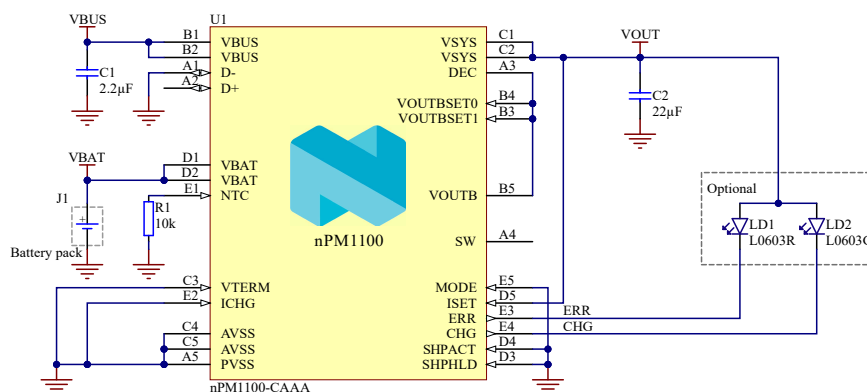 U1
VBUS
B1 VBUS
B2 VBUS
A1 D-
A2 D+
C1
2.2µF
VSYS C1
VSYS C2
DEC A3
VOUTBSET0 B4
VOUTBSET1 B3
VOUT
C2
22µF
VBAT
D1 VBAT
D2 VBAT
E1 NTC
J1
+
Battery pack
R1
10k
VOUTB B5
nPM1100
SW A4
Optional
LD1
L0603R
LD2
L0603G
C3 VTERM
E2 ICHG
C4 AVSS
C5 AVSS
A5 PVSS
MODE E5
ISET D5
ERR E3 ERR
CHG E4 CHG
SHPACT D4
SHPHLD D3
nPM1100-CAAA